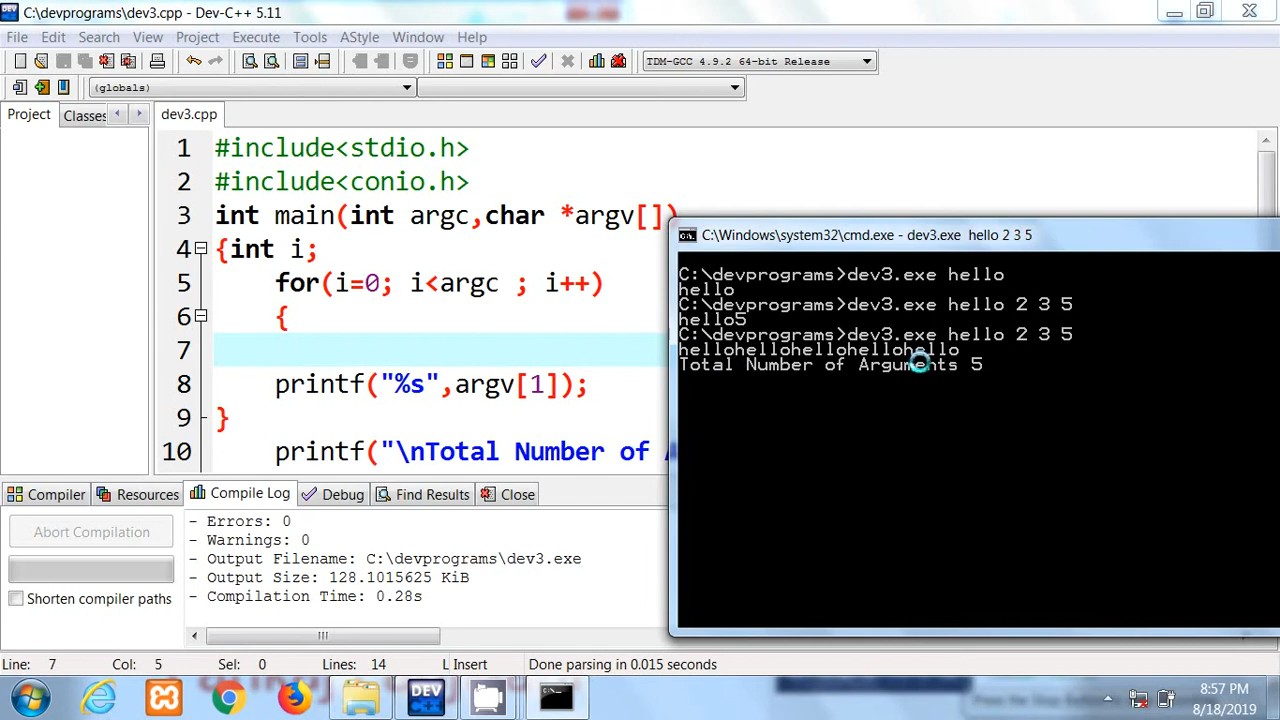 C:\devprograms\dev3.cpp - Dev-C++ 5.11
File Edit Search View Project Execute Tools AStyle Window Help
TDM-GCC 4.9.2 64-bit Release
(globals)
Project Classes dev3.cpp
1 #include<stdio.h>
2 #include<conio.h>
3 int main(int argc,char *argv[])
4 {int i;
5 for(i=0; i<argc ; i++)
6 {
7
8 printf("%s",argv[1]);
9 }
10 printf("\nTotal Number of
C:\Windows\system32\cmd.exe - dev3.exe hello 2 3 5
C:\devprograms>dev3.exe hello
hello
C:\devprograms>dev3.exe hello 2 3 5
hello5
C:\devprograms>dev3.exe hello 2 3 5
hellohellohellohellohello
Total Number of Arguments 5
Compiler Resources Compile Log Debug Find Results Close
Abort Compilation
Shorten compiler paths
- Errors: 0
- Warnings: 0
- Output Filename: C:\devprograms\dev3.exe
- Output Size: 128.1015625 KiB
- Compilation Time: 0.28s
Line: 7 Col: 5 Sel: 0 Lines: 14 Insert Done parsing in 0.015 seconds
DEV
8:57 PM
8/18/2019